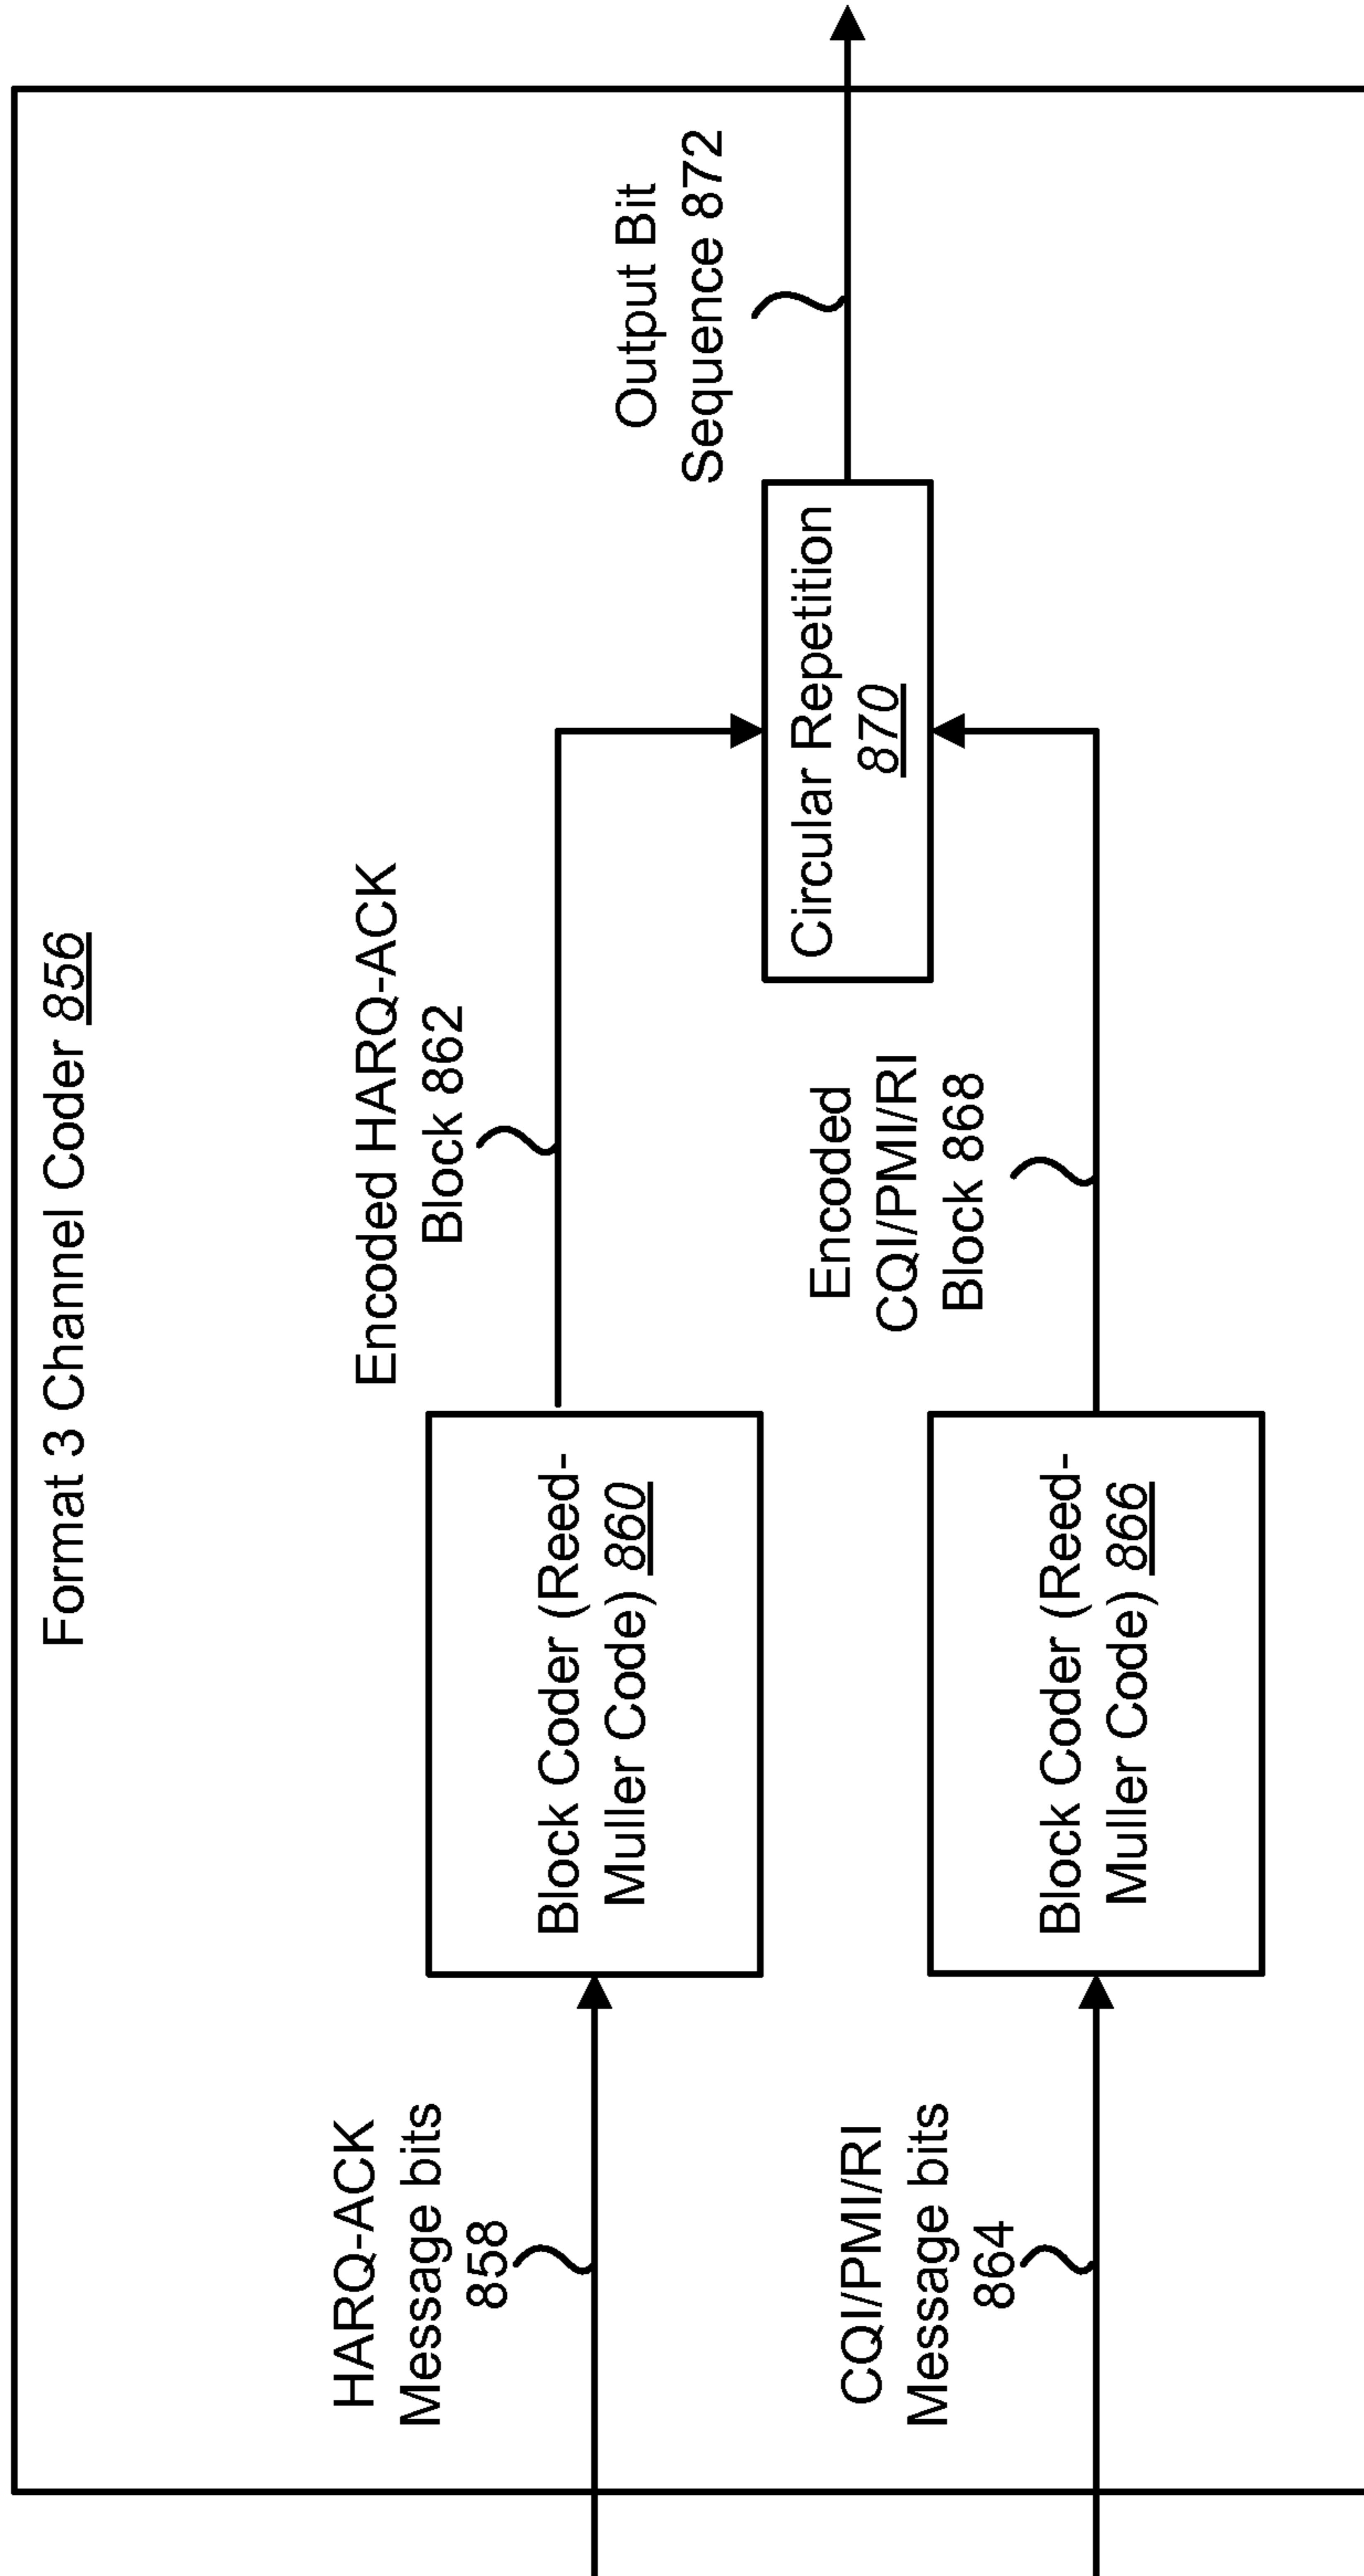 Format 3 Channel Coder 856
HARQ-ACK
Message bits
858
Block Coder (Reed-
Muller Code) 860
Encoded HARQ-ACK
Block 862
CQI/PMI/RI
Message bits
864
Block Coder (Reed-
Muller Code) 866
Encoded
CQI/PMI/RI
Block 868
Circular Repetition
870
Output Bit
Sequence 872